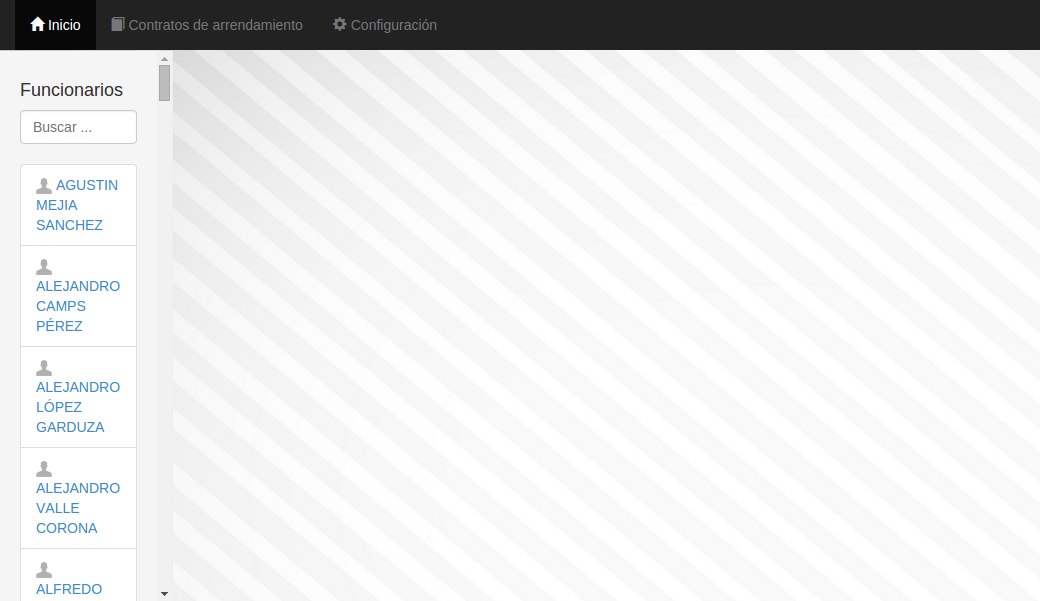 Inicio Contratos de arrendamiento Configuración
Funcionarios
Buscar ...
AGUSTIN
MEJIA
SANCHEZ
ALEJANDRO
CAMPS
PÉREZ
ALEJANDRO
LÓPEZ
GARDUZA
ALEJANDRO
VALLE
CORONA
ALFREDO